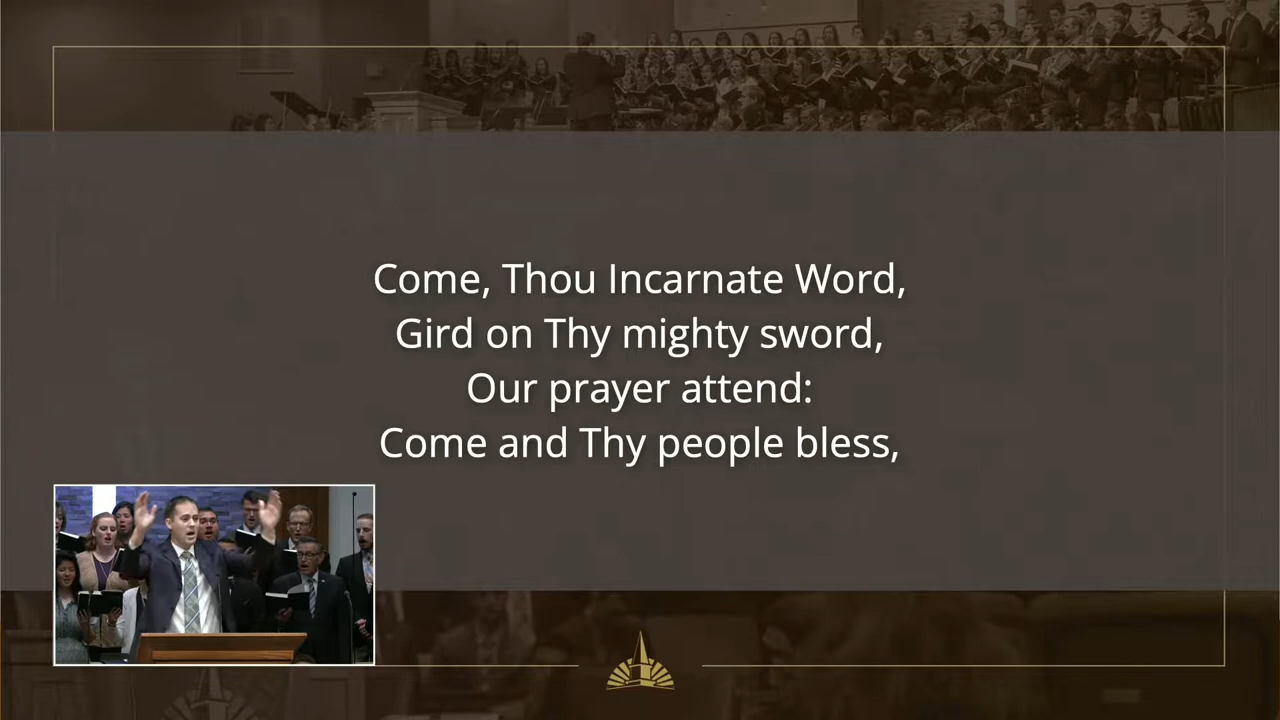 Come, Thou Incarnate Word,
Gird on Thy mighty sword,
Our prayer attend:
Come and Thy people bless,